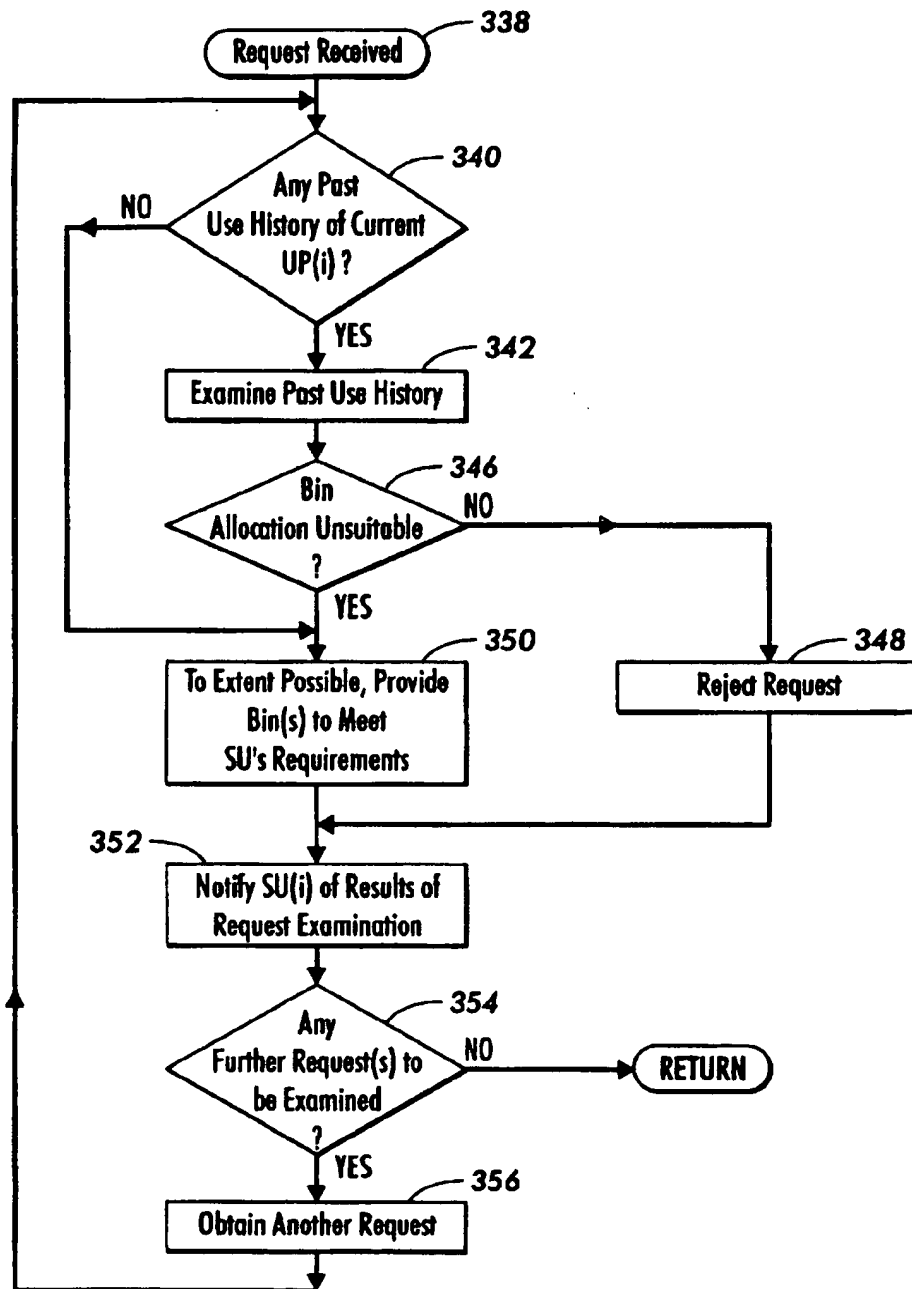 338
Request Received
340
Any Past
Use History of Current
UP(i) ?
NO
YES
342
Examine Past Use History
346
Bin
Allocation Unsuitable
?
NO
YES
350
To Extent Possible, Provide
Bin(s) to Meet
SU's Requirements
348
Reject Request
352
Notify SU(i) of Results of
Request Examination
354
Any
Further Request(s) to
be Examined
?
NO
RETURN
YES
356
Obtain Another Request